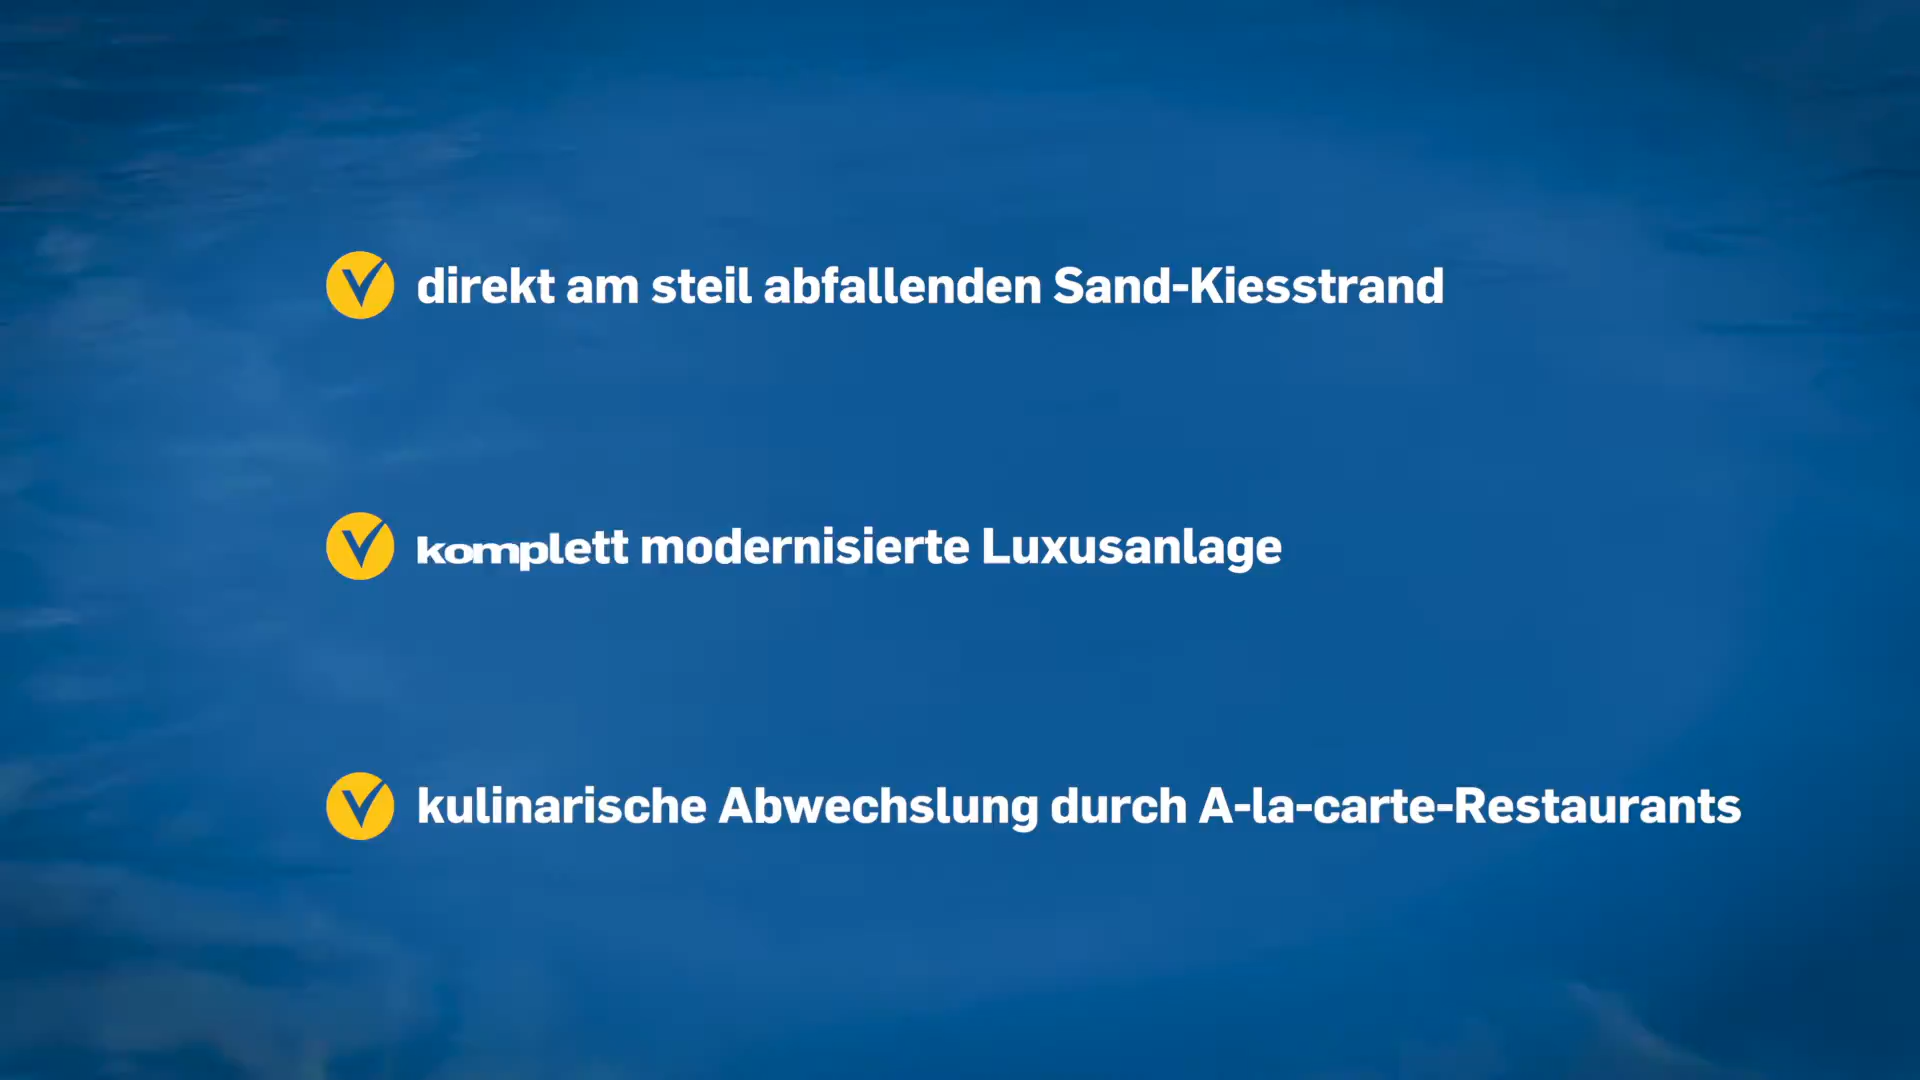 direkt am steil abfallenden Sand-Kiesstrand
komplett modernisierte Luxusanlage
kulinarische Abwechslung durch A-la-carte-Restaurants